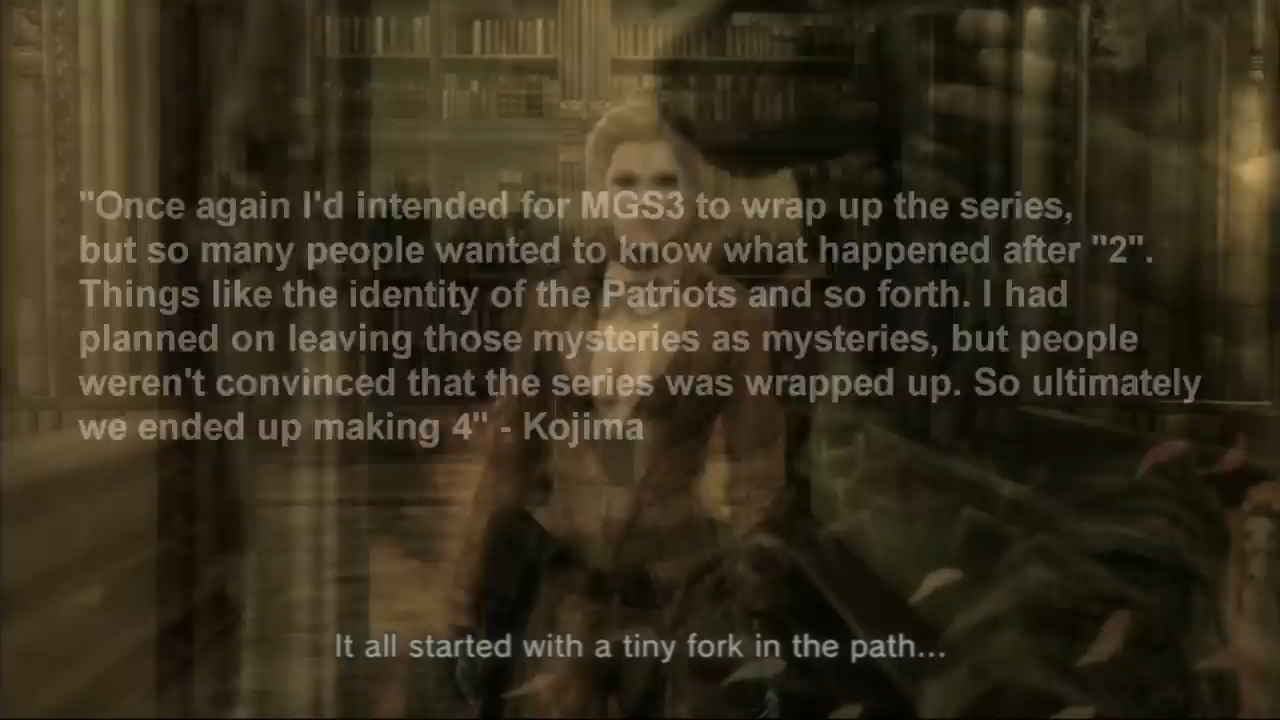 "Once again I'd intended for MGS3 to wrap up the series,
but so many people wanted to know what happened after "2".
Things like the identity of the Patriots and so forth. I had
planned on leaving those mysteries as mysteries, but people
weren't convinced that the series was wrapped up. So ultimately
we ended up making 4" - Kojima
It all started with a tiny fork in the path...